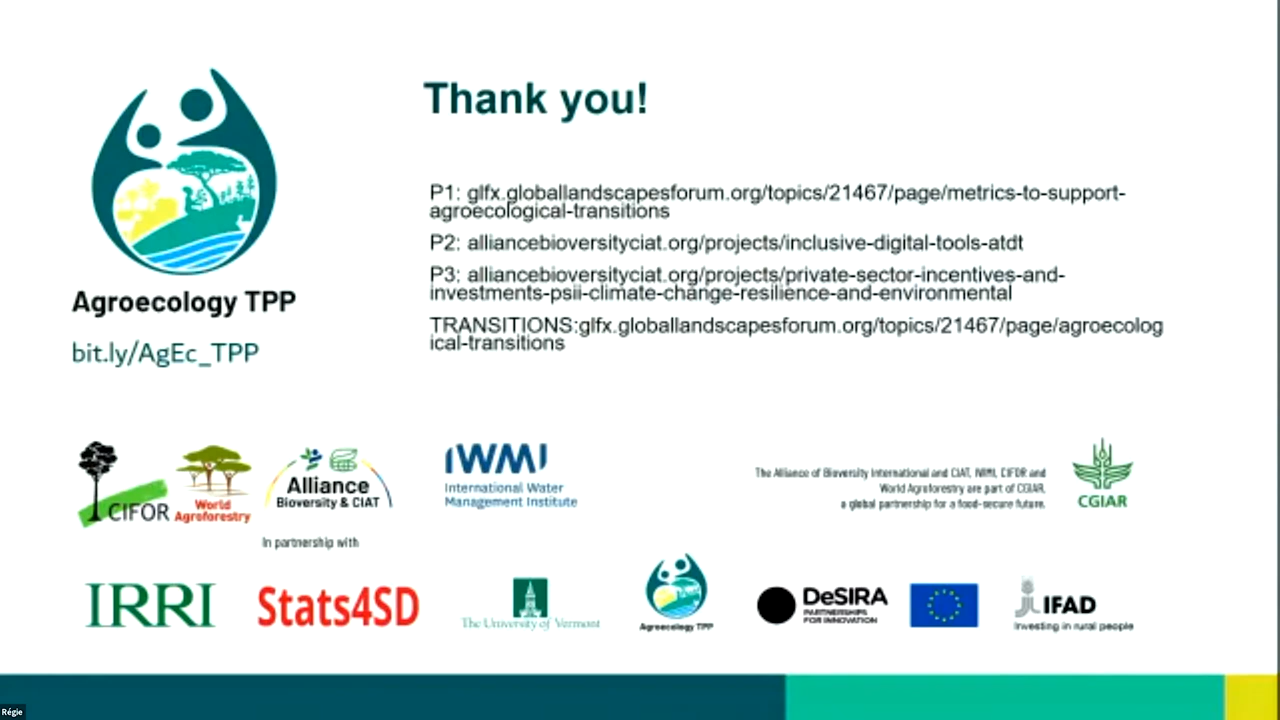 Thank you!
P1: glfx.globallandscapesforum.org/topics/21467/page/metrics-to-support-
agroecological-transitions
P2: alliancebioversityciat.org/projects/inclusive-digital-tools-atdt
P3: alliancebioversityciat.org/projects/private-sector-incentives-and-
investments-psii-climate-change-resilience-and-environmental
TRANSITIONS:glfx.globallandscapesforum.org/topics/21467/page/agroecolog
ical-transitions
Agroecology TPP
bit.ly/AgEc_TPP
CIFOR
World
Agroforestry
Alliance
Bioversity & CIAT
IWMI
International Water
Management Institute
The Alliance of Bioversity International and CIAT, IWMI, CIFOR and
World Agroforestry are part of CGIAR,
a global partnership for a food-secure future.
CGIAR
In partnership with
IRRI
Stats4SD
The University of Vermont
Agroecology TPP
DeSIRA
PARTNERSHIPS
FOR INNOVATION
IFAD
Investing in rural people
Régie